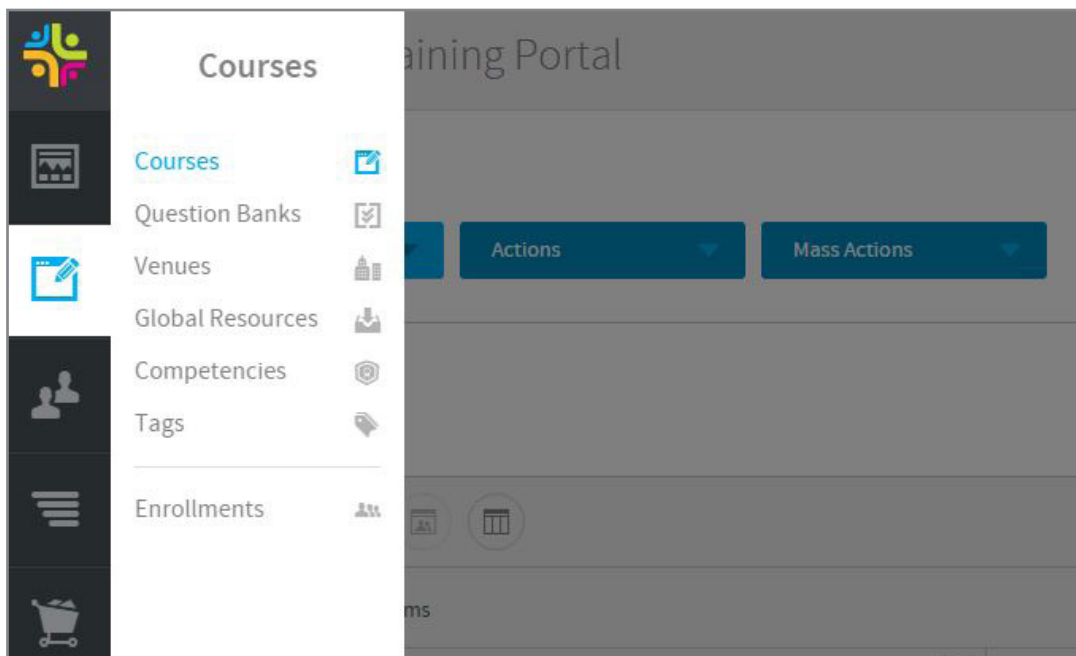 Courses
aining Portal
Courses
Question Banks
Venues
Global Resources
Competencies
Tags
Enrollments
Actions
Mass Actions
ms